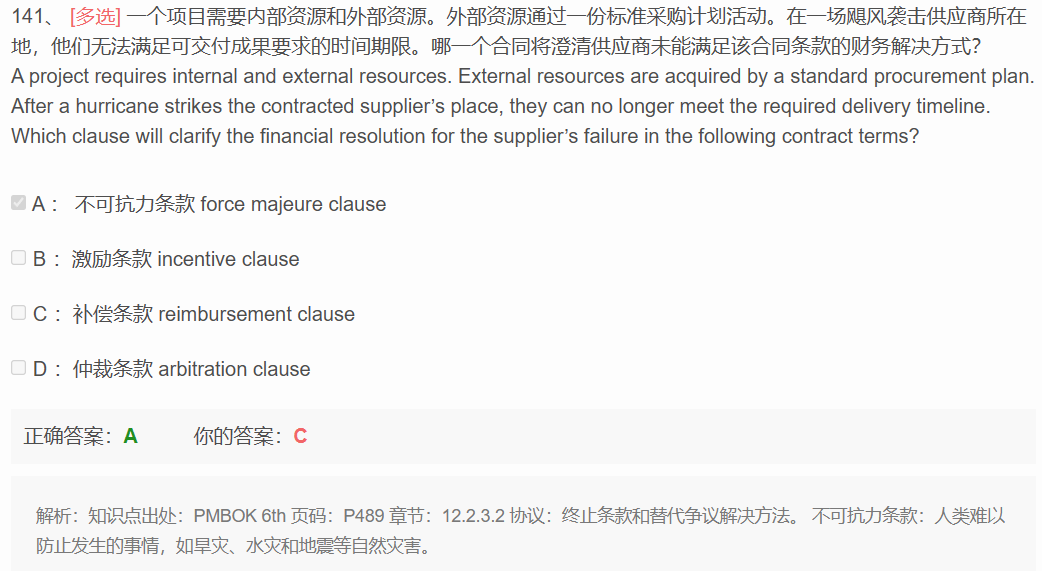 141、 [多选] 一个项目需要内部资源和外部资源。外部资源通过一份标准采购计划活动。在一场飓风袭击供应商所在
地，他们无法满足可交付成果要求的时间期限。哪一个合同将澄清供应商未能满足该合同条款的财务解决方式？
A project requires internal and external resources. External resources are acquired by a standard procurement plan.
After a hurricane strikes the contracted supplier’s place, they can no longer meet the required delivery timeline.
Which clause will clarify the financial resolution for the supplier’s failure in the following contract terms?
A： 不可抗力条款 force majeure clause
B： 激励条款 incentive clause
C： 补偿条款 reimbursement clause
D： 仲裁条款 arbitration clause
正确答案：A 你的答案：C
解析：知识点出处：PMBOK 6th 页码：P489 章节：12.2.3.2 协议：终止条款和替代争议解决方法。 不可抗力条款：人类难以
防止发生的事情，如旱灾、水灾和地震等自然灾害。